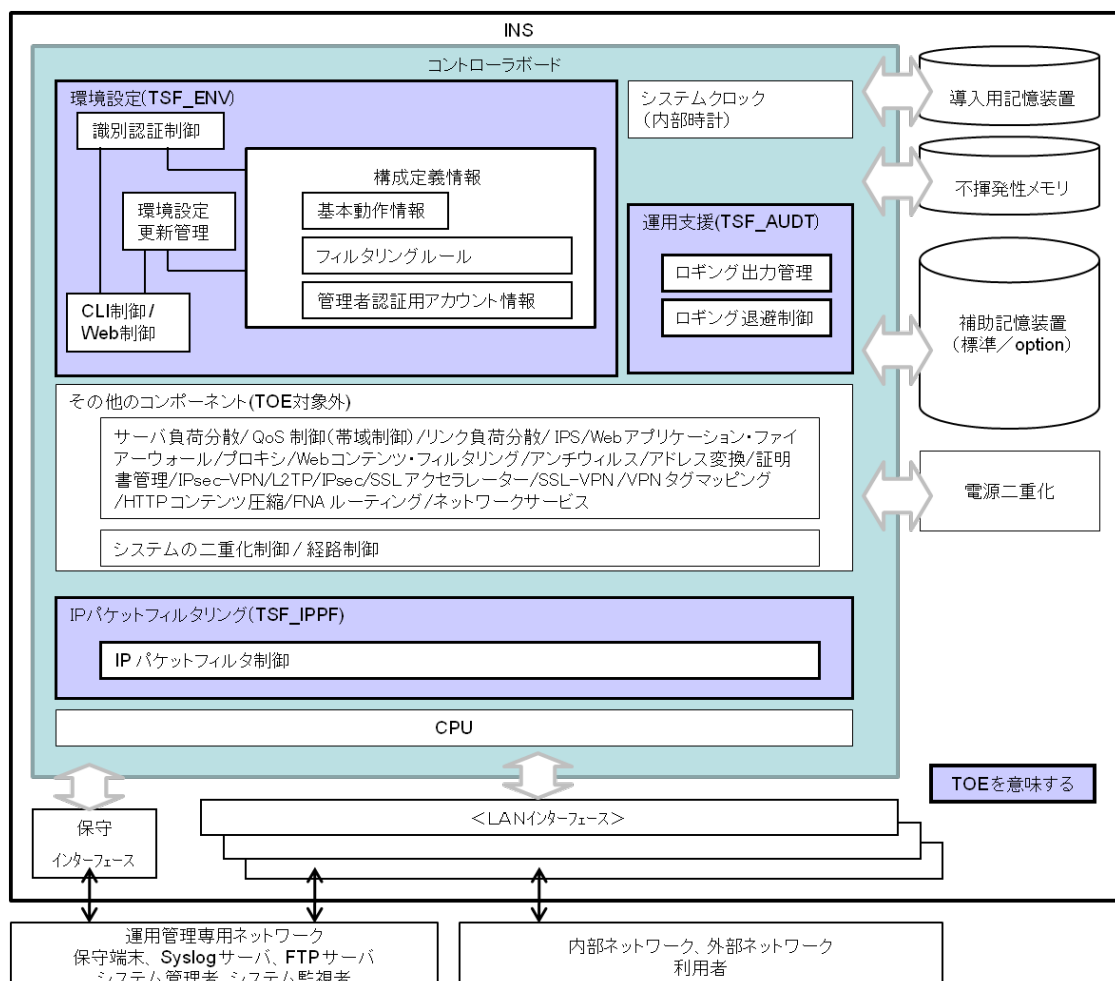 INS
コントローラボード
環境設定(TSF_ENV)
識別認証制御
環境設定
更新管理
CLI制御/
Web制御
構成定義情報
基本動作情報
フィルタリングルール
管理者認証用アカウント情報
システムクロック
(内部時計)
運用支援(TSF_AUDT)
ロギング出力管理
ロギング退避制御
導入用記憶装置
不揮発性メモリ
補助記憶装置
(標準/option)
電源二重化
その他のコンポーネント(TOE対象外)
サーバ負荷分散/QoS制御(帯域制御)/リンク負荷分散/ IPS/Webアプリケーション・ファイ
アーウォール/プロキシ/Webコンテンツ・フィルタリング/アンチウィルス/アドレス変換/証明
書管理/IPsec-VPN/L2TP/IPsec/SSLアクセラレーター/SSL-VPN/VPNタグマッピング
/HTTPコンテンツ圧縮/FNAルーティング/ネットワークサービス
システムの二重化制御/経路制御
IPパケットフィルタリング(TSF_IPPF)
IPパケットフィルタ制御
CPU
TOEを意味する
保守
インターフェース
<LANインターフェース>
運用管理専用ネットワーク
保守端末、Syslogサーバ、FTPサーバ
システム管理者、システム監視者
内部ネットワーク、外部ネットワーク
利用者